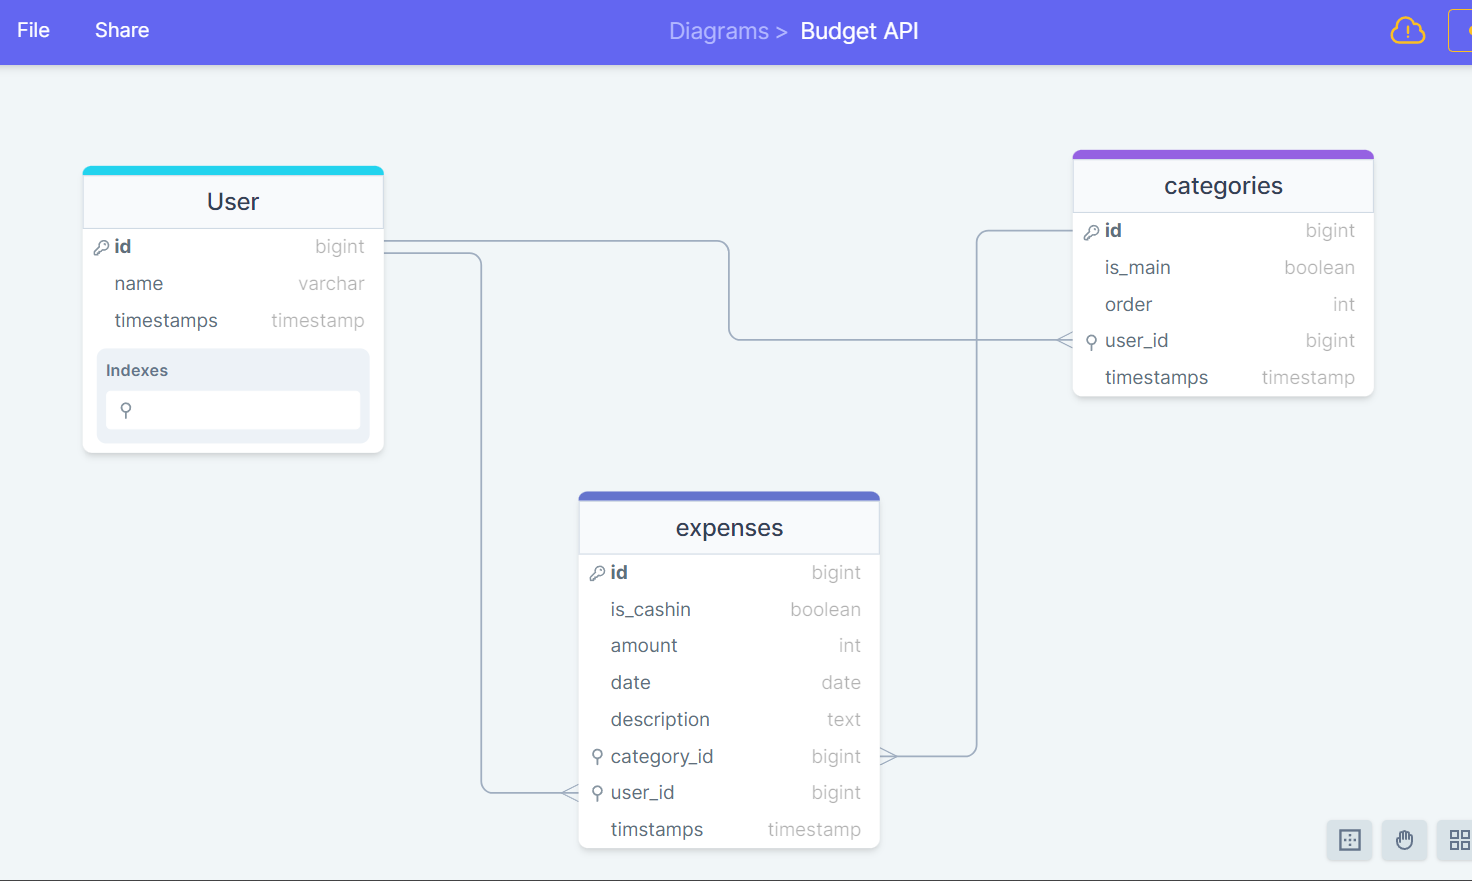 File Share Diagrams > Budget API
User
id bigint
name varchar
timestamps timestamp
Indexes
categories
id bigint
is_main boolean
order int
user_id bigint
timestamps timestamp
expenses
id bigint
is_cashin boolean
amount int
date date
description text
category_id bigint
user_id bigint
timstamps timestamp